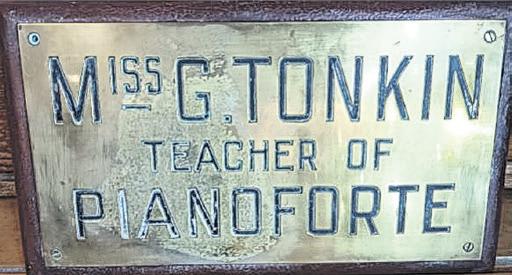 MISS G. TONKIN
TEACHER OF
PIANOFORTE